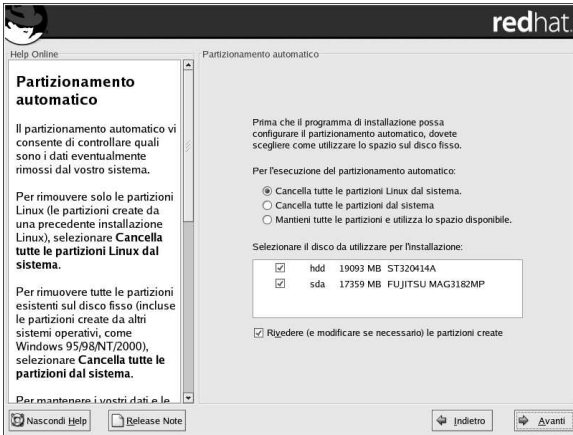 redhat.
Help Online
Partizionamento
automatico
Il partizionamento automatico vi
consente di controllare quali
sono i dati eventualmente
rimossi dal vostro sistema.
Per rimuovere solo le partizioni
Linux (le partizioni create da
una precedente installazione
Linux), selezionare Cancella
tutte le partizioni Linux dal
sistema.
Per rimuovere tutte le partizioni
esistenti sul disco fisso (incluse
le partizioni create da altri
sistemi operativi, come
Windows 95/98/NT/2000),
selezionare Cancella tutte le
partizioni dal sistema.
Per mantenere i vostri dati e le
Partizionamento automatico
Prima che il programma di installazione possa
configurare il partizionamento automatico, dovete
scegliere come utilizzare lo spazio sul disco fisso.
Per l'esecuzione del partizionamento automatico:
Cancella tutte le partizioni Linux dal sistema.
Cancella tutte le partizioni dal sistema
Mantieni tutte le partizioni e utilizza lo spazio disponibile.
Selezionare il disco da utilizzare per l'installazione:
hdd 19093 MB ST320414A
sda 17359 MB FUJITSU MAG3182MP
Rivedere (e modificare se necessario) le partizioni create
Nascondi Help
Release Note
Indietro
Avanti